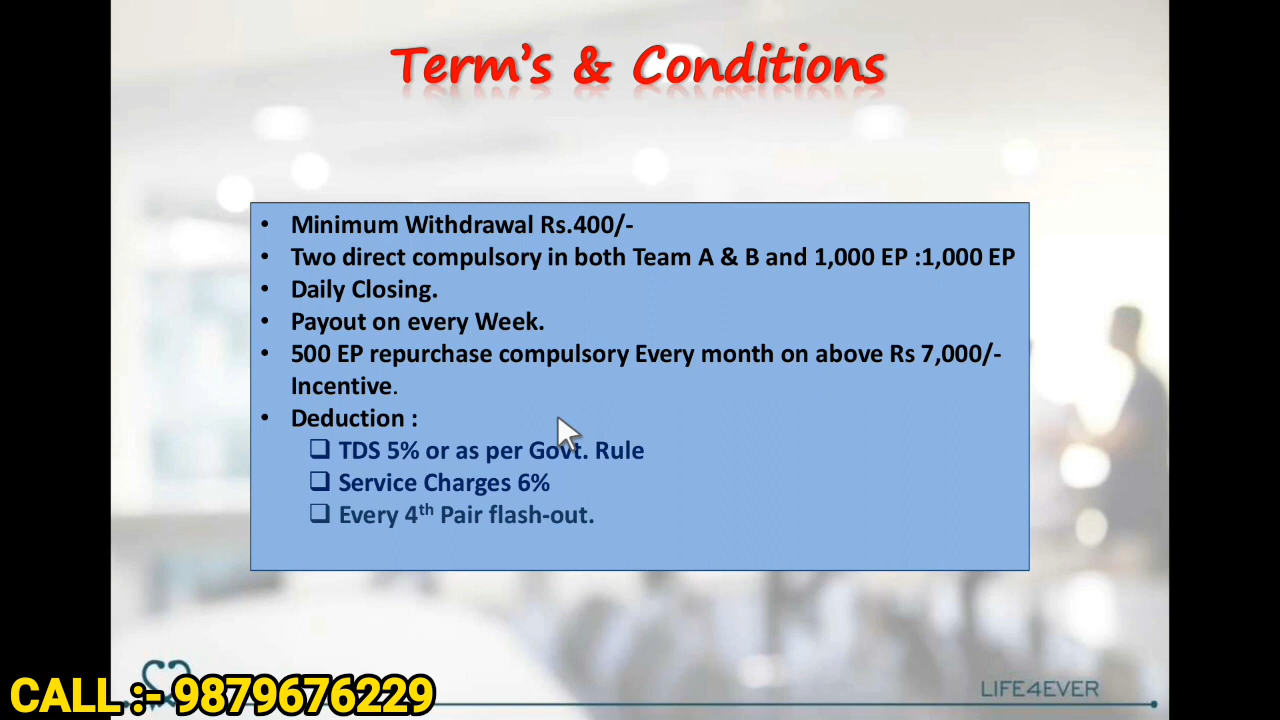 Term's & Conditions
• Minimum Withdrawal Rs.400/-
• Two direct compulsory in both Team A & B and 1,000 EP :1,000 EP
• Daily Closing.
• Payout on every Week.
• 500 EP repurchase compulsory Every month on above Rs 7,000/-
Incentive.
• Deduction :
❑ TDS 5% or as per Govt. Rule
❑ Service Charges 6%
❑ Every 4th Pair flash-out.
LIFE4EVER
CALL :- 9879676229